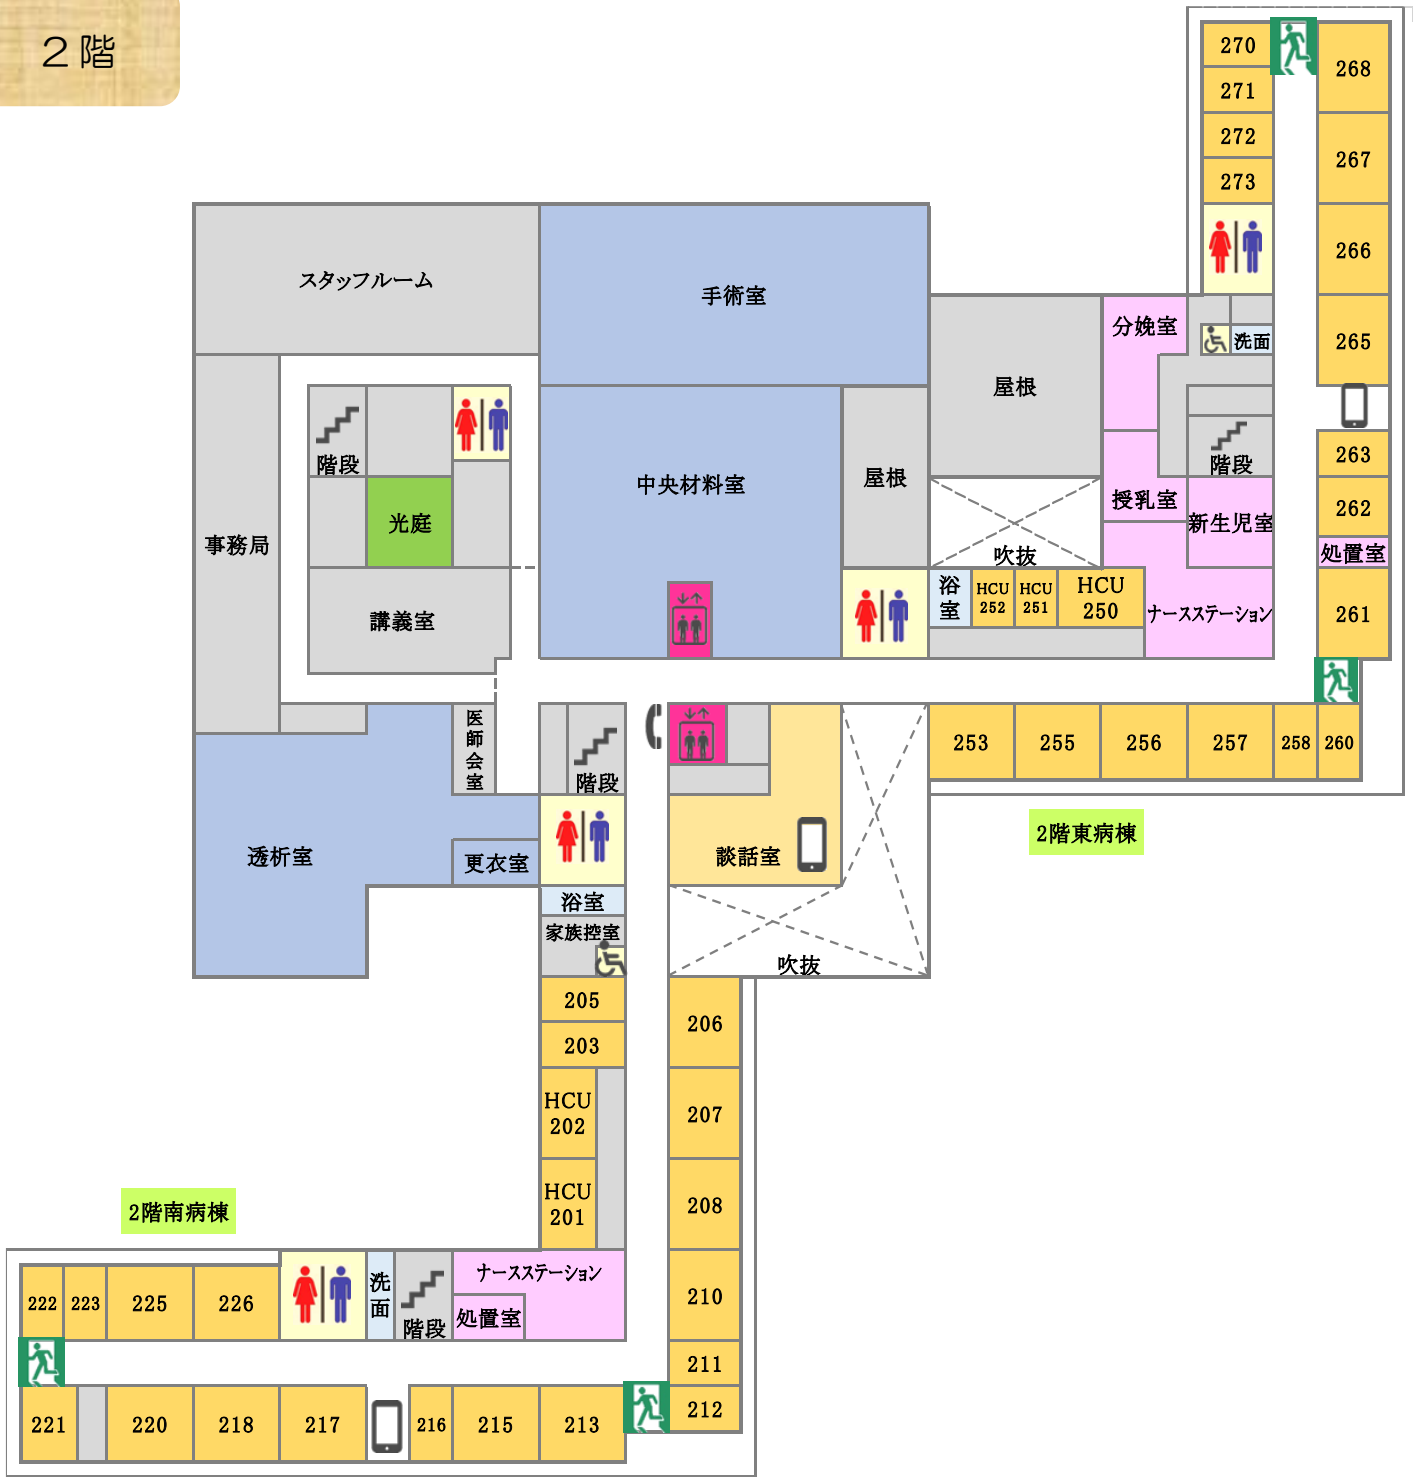 ２階
270
268
271
272
267
273
266
スタッフルーム
手術室
分娩室
洗面
265
屋根
階段
263
中央材料室
屋根
授乳室
262
光庭
新生児室
事務局
吹抜
処置室
浴室
HCU
252
HCU
251
HCU
250
ナースステーション
261
講義室
医師会室
階段
253
255
256
257
258
260
階段
2階東病棟
透析室
更衣室
談話室
浴室
家族控室
吹抜
205
206
203
HCU
202
207
HCU
201
208
2階南病棟
ナースステーション
洗面
222
223
225
226
210
処置室
階段
211
212
221
220
218
217
216
215
213